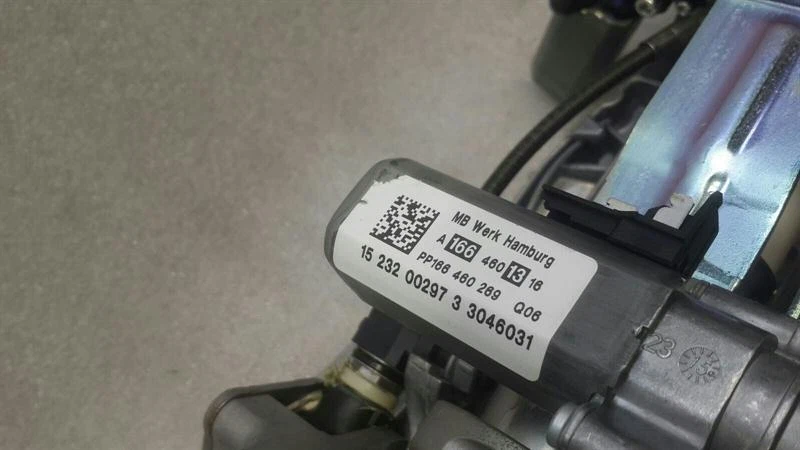 MB Werk Hamburg
A 166 460 13 16
PP166 460 269 Q06
15 232 00297 3 3046031
23